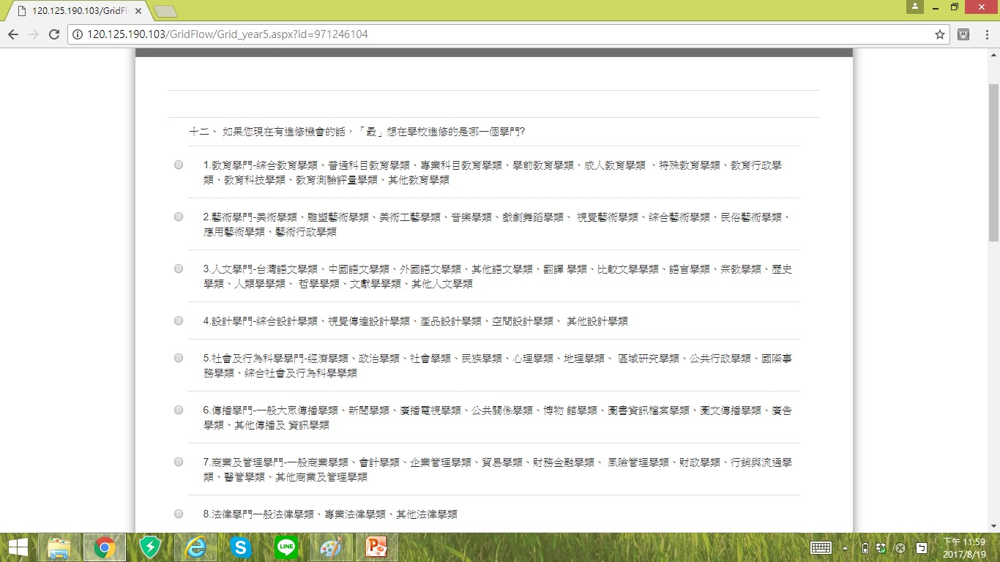 120.125.190.103/GridFl
120.125.190.103/GridFlow/Grid_year5.aspx?id=971246104
十二、 如果您現在有進修機會的話，「最」想在學校進修的是哪一個學門?
1.教育學門-綜合教育學類、普通科目教育學類、專業科目教育學類、學前教育學類、成人教育學類 、特殊教育學類、教育行政學
類、教育科技學類、教育測驗評量學類、其他教育學類
2.藝術學門-美術學類、雕塑藝術學類、美術工藝學類、音樂學類、戲劇舞蹈學類、 視覺藝術學類、綜合藝術學類、民俗藝術學類、
應用藝術學類、藝術行政學類
3.人文學門-台灣語文學類、中國語文學類、外國語文學類、其他語文學類、翻譯 學類、比較文學學類、語言學類、宗教學類、歷史
學類、人類學學類、 哲學學類、文獻學學類、其他人文學類
4.設計學門-綜合設計學類、視覺傳達設計學類、產品設計學類、空間設計學類、 其他設計學類
5.社會及行為科學學門-經濟學類、政治學類、社會學類、民族學類、心理學類、地理學類、 區域研究學類、公共行政學類、國際事
務學類、綜合社會及行為科學學類
6.傳播學門-一般大眾傳播學類、新聞學類、廣播電視學類、公共關係學類、博物 館學類、圖書資訊檔案學類、圖文傳播學類、廣告
學類、其他傳播及 資訊學類
7.商業及管理學門-一般商業學類、會計學類、企業管理學類、貿易學類、財務金融學類、 風險管理學類、財政學類、行銷與流通學
類、醫管學類、其他商業及管理學類
8.法律學門一般法律學類、專業法律學類、其他法律學類
LINE
下午 11:59
2017/8/19